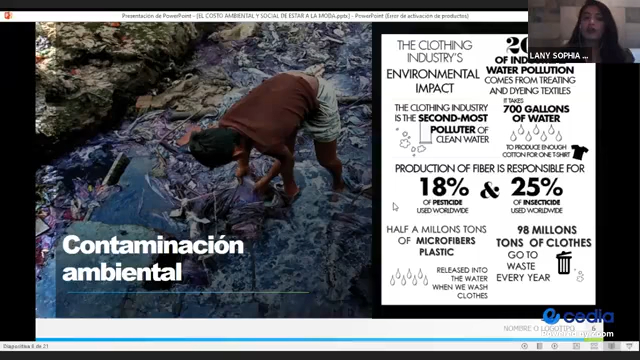 Presentación de PowerPoint - [EL COSTO AMBIENTAL Y SOCIAL DE ESTAR A LA MODA.pptx] - PowerPoint (Error de activación de productos)
LANY SOPHIA ...
Contaminación
ambiental
THE CLOTHING
INDUSTRY'S
ENVIRONMENTAL
IMPACT
WATER POLLUTION
COMES FROM TREATING
AND DYEING TEXTILES
THE CLOTHING INDUSTRY
IS THE SECOND-MOST
POLLUTER OF
CLEAN WATER
IT TAKES
700 GALLONS
OF WATER
TO PRODUCE ENOUGH
COTTON FOR ONE T-SHIRT
PRODUCTION OF FIBER IS RESPONSIBLE FOR
18% & 25%
OF PESTICIDE
USED WORLDWIDE
OF INSECTICIDE
USED WORLDWIDE
HALF A MILLONS TONS
OF MICROFIBERS
PLASTIC
RELEASED INTO
THE WATER
WHEN WE WASH
CLOTHES
98 MILLONS
TONS OF CLOTHES
GO TO
WASTE
EVERY YEAR
NOMBRE O LOGOTIPO
6
cedia
Diapositiva 6 de 21